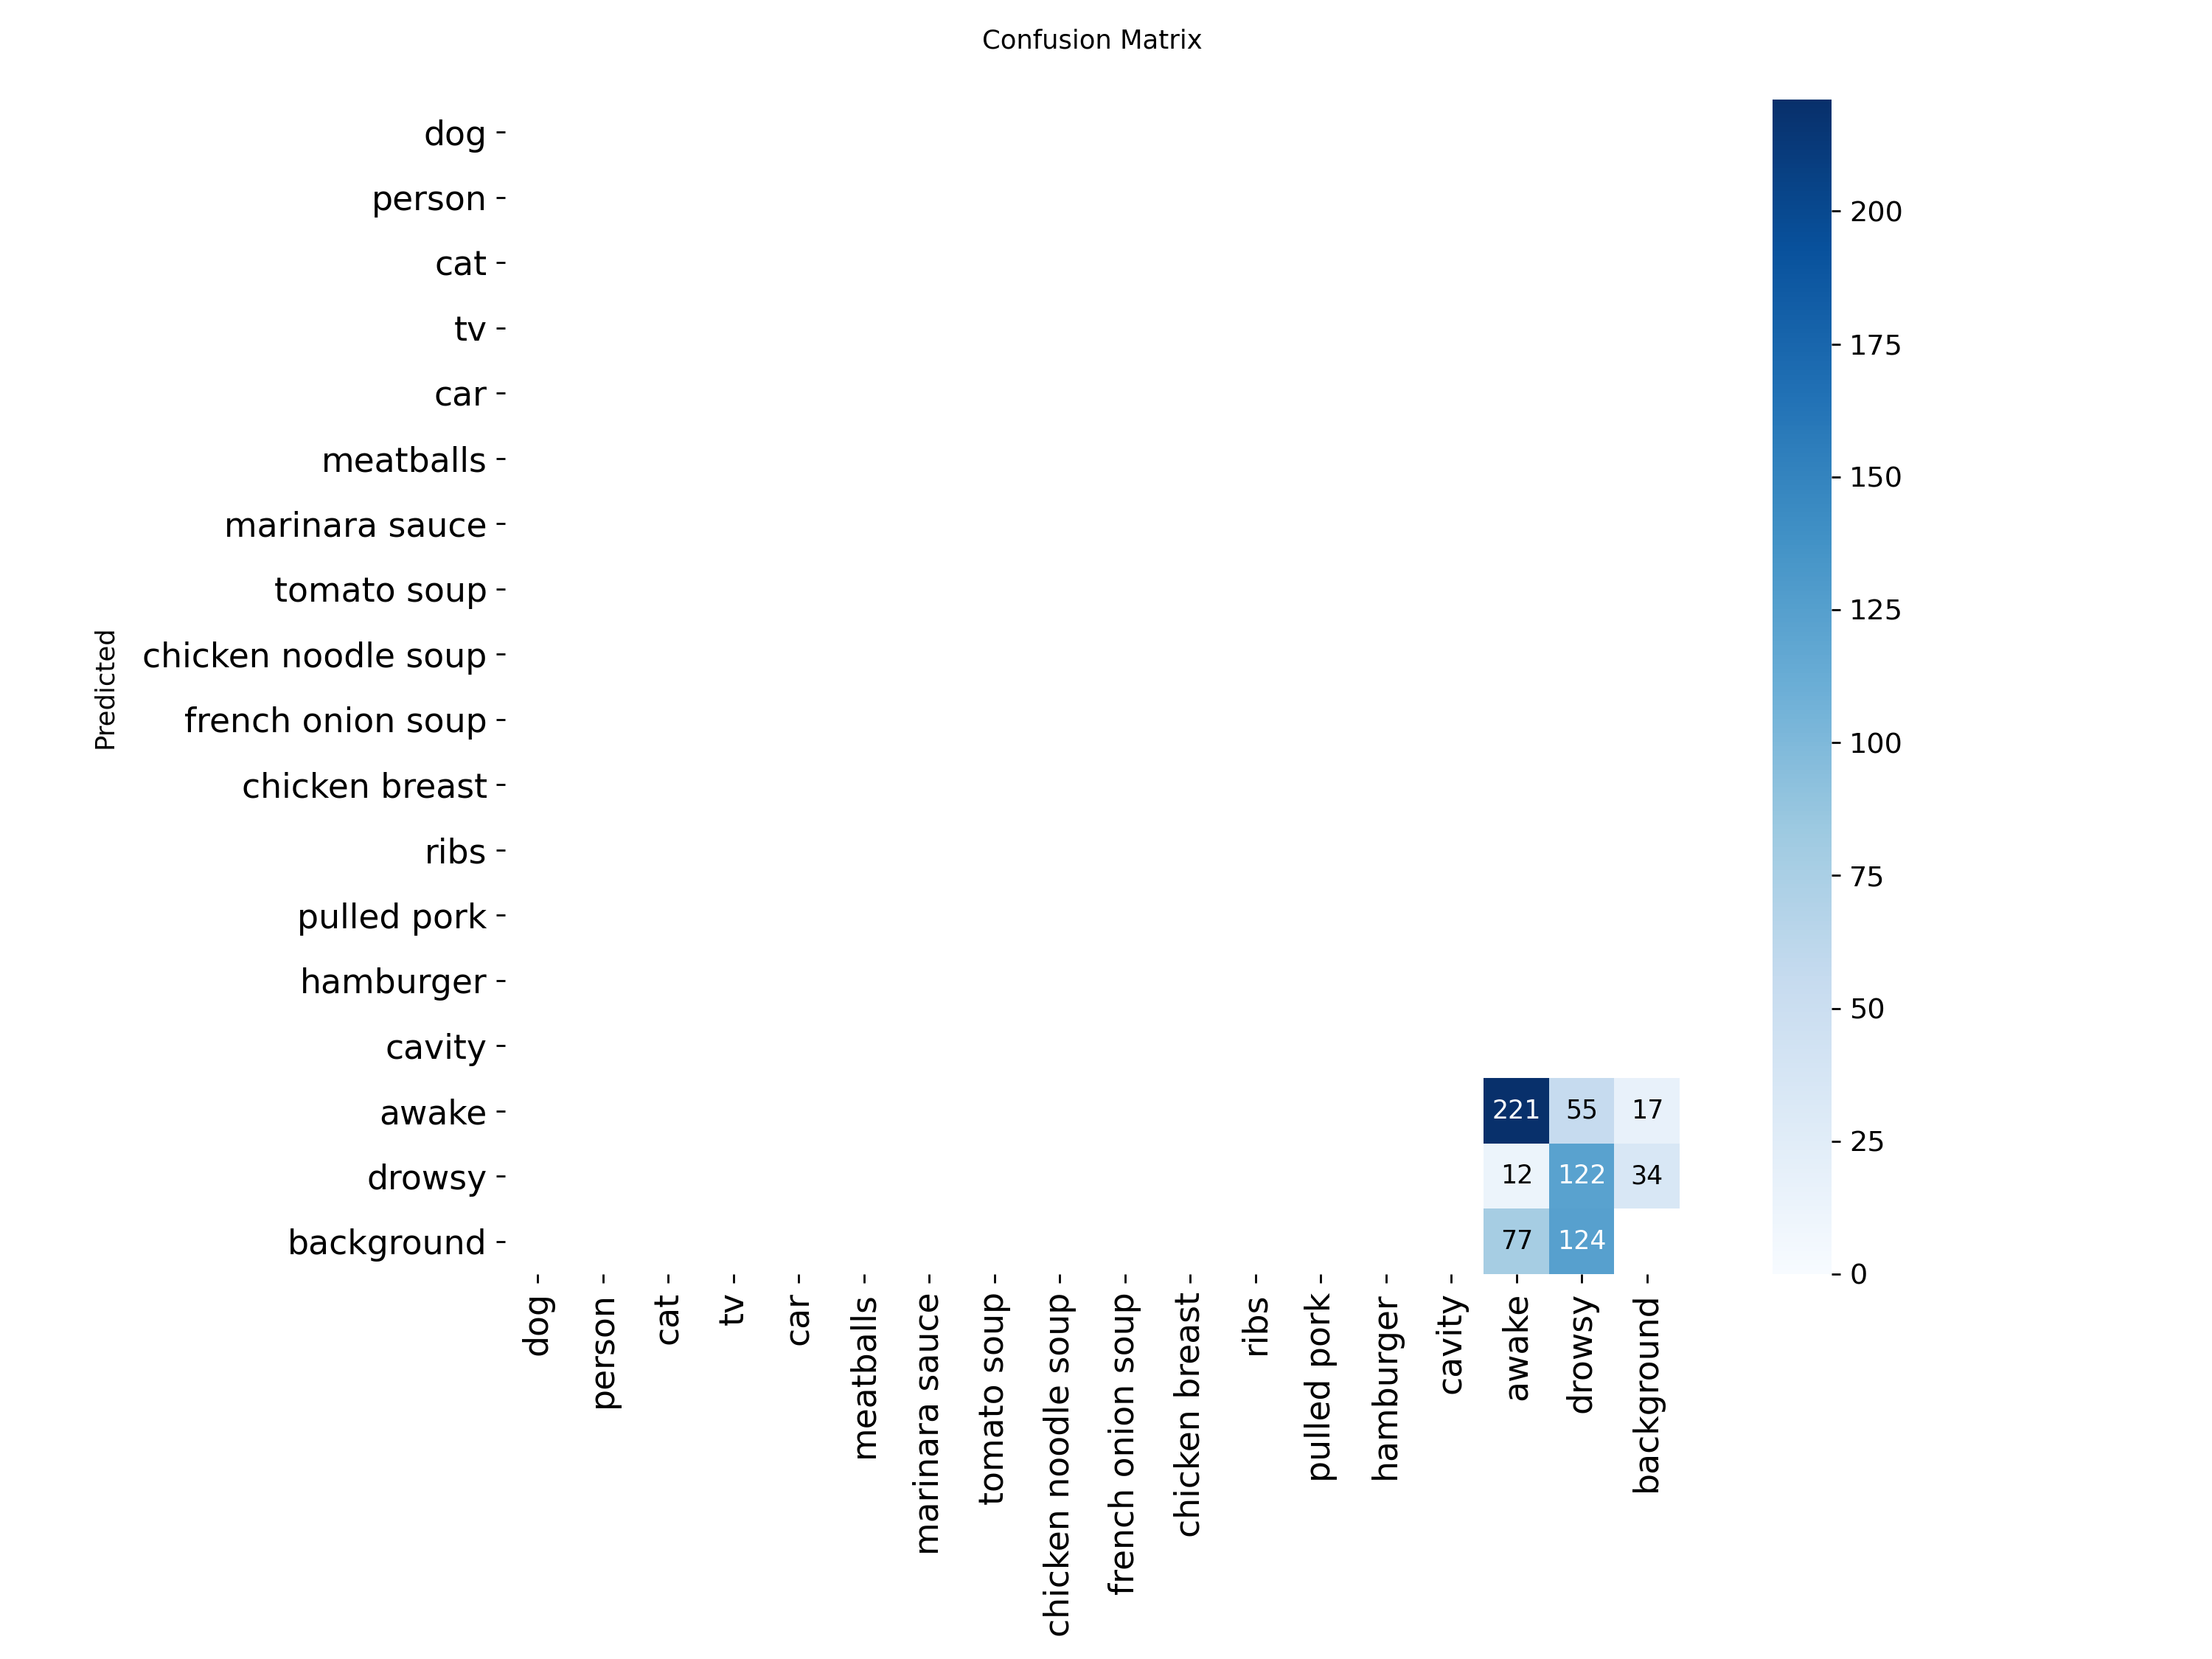 Confusion Matrix
Predicted
dog
person
cat
tv
car
meatballs
marinara sauce
tomato soup
chicken noodle soup
french onion soup
chicken breast
ribs
pulled pork
hamburger
cavity
awake
221 55 17
drowsy
12 122 34
background
77 124
dog
person
cat
tv
car
meatballs
marinara sauce
tomato soup
chicken noodle soup
french onion soup
chicken breast
ribs
pulled pork
hamburger
cavity
awake
drowsy
background
200
175
150
125
100
75
50
25
0